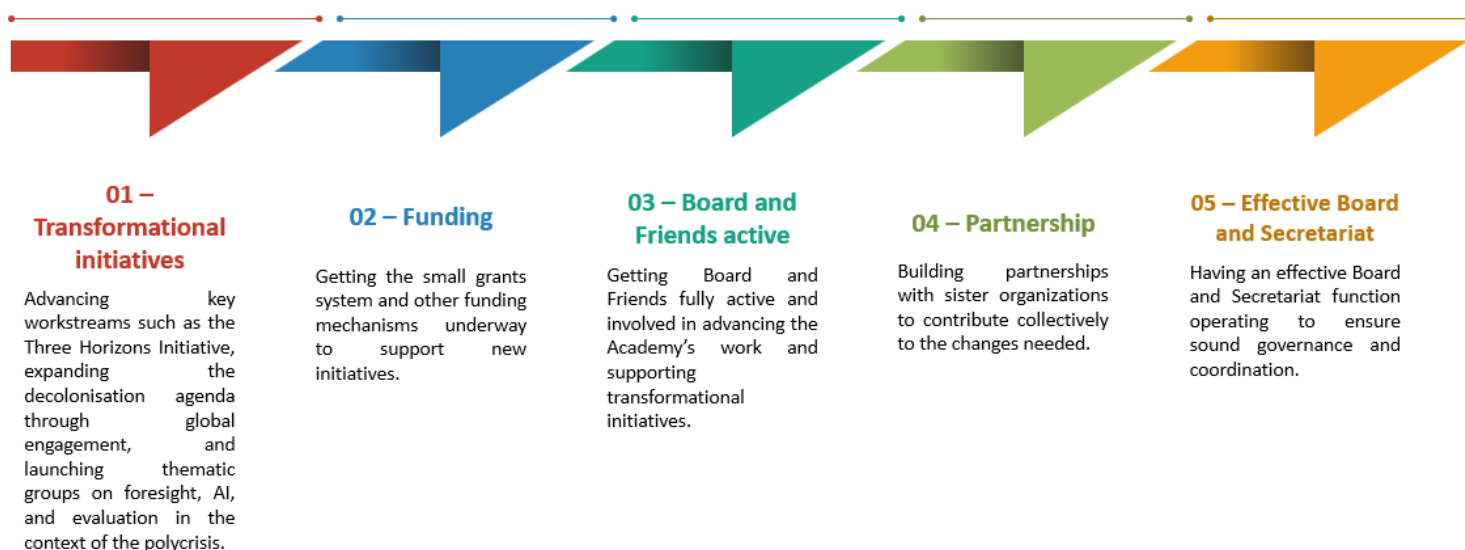 01 –
Transformational
initiatives
Advancing key
workstreams such as the
Three Horizons Initiative,
expanding the
decolonisation agenda
through global
engagement, and
launching thematic
groups on foresight, AI,
and evaluation in the
context of the polycrisis.
02 – Funding
Getting the small grants
system and other funding
mechanisms underway
to support new
initiatives.
03 – Board and
Friends active
Getting Board and
Friends fully active and
involved in advancing the
Academy’s work and
supporting
transformational
initiatives.
04 – Partnership
Building partnerships
with sister organizations
to contribute collectively
to the changes needed.
05 – Effective Board
and Secretariat
Having an effective Board
and Secretariat function
operating to ensure
sound governance and
coordination.